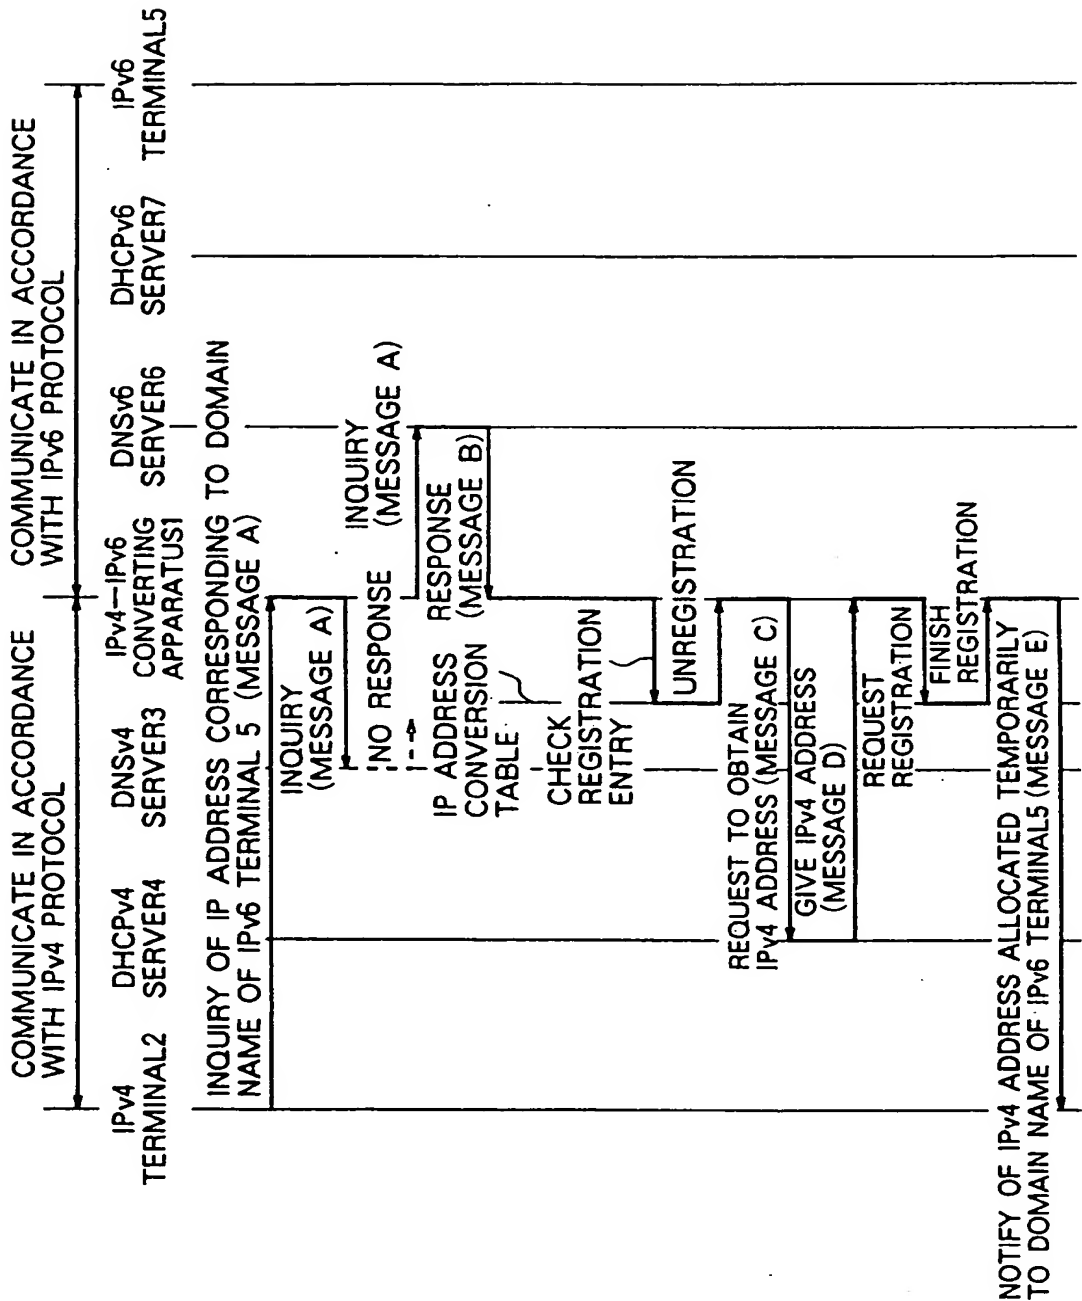 COMMUNICATE IN ACCORDANCE
WITH IPv4 PROTOCOL
COMMUNICATE IN ACCORDANCE
WITH IPv6 PROTOCOL
IPv4
TERMINAL2
DHCPv4
SERVER4
DNSv4
SERVER3
IPv4-IPv6
CONVERTING
APPARATUS1
DNSv6
SERVER6
DHCPv6
SERVER7
IPv6
TERMINAL5
INQUIRY OF IP ADDRESS CORRESPONDING TO DOMAIN
NAME OF IPv6 TERMINAL 5 (MESSAGE A)
INQUIRY
(MESSAGE A)
NO RESPONSE
INQUIRY
(MESSAGE A)
RESPONSE
(MESSAGE B)
IP ADDRESS
CONVERSION
TABLE
CHECK
REGISTRATION
ENTRY
UNREGISTRATION
REQUEST TO OBTAIN
IPv4 ADDRESS (MESSAGE C)
GIVE IPv4 ADDRESS
(MESSAGE D)
REQUEST
REGISTRATION
FINISH
REGISTRATION
NOTIFY OF IPv4 ADDRESS ALLOCATED TEMPORARILY
TO DOMAIN NAME OF IPv6 TERMINAL5 (MESSAGE E)